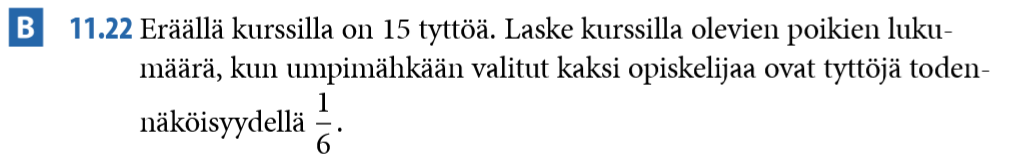 B 11.22 Eräällä kurssilla on 15 tyttöä. Laske kurssilla olevien poikien luku-
määrä, kun umpimähkään valitut kaksi opiskelijaa ovat tyttöjä toden-
näköisyydellä 1/6.